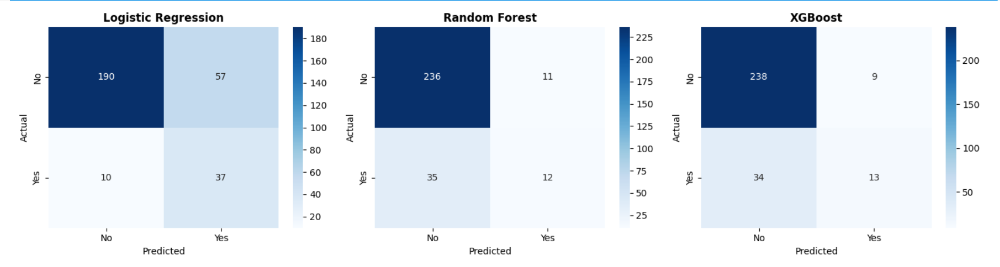 Logistic Regression
No
Yes
Actual
190
57
10
37
No
Yes
Predicted
180
160
140
120
100
80
60
40
20
Random Forest
No
Yes
Actual
236
11
35
12
No
Yes
Predicted
225
200
175
150
125
100
75
50
25
XGBoost
No
Yes
Actual
238
9
34
13
No
Yes
Predicted
200
150
100
50